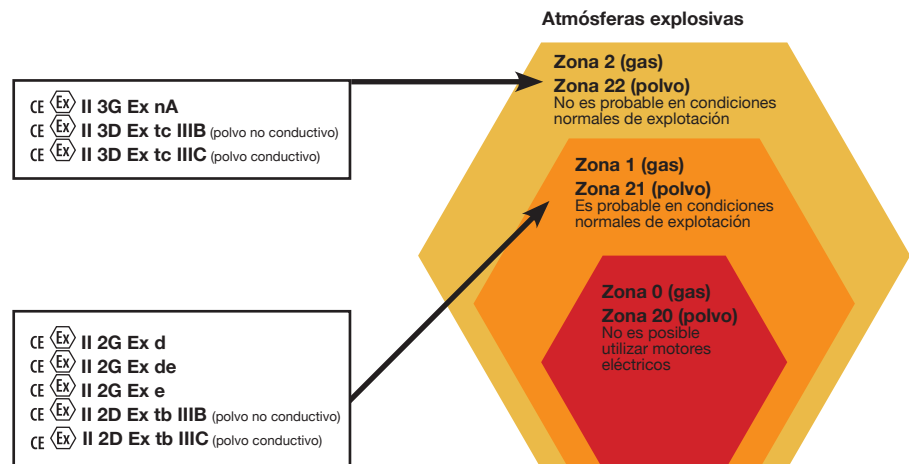 Atmósferas explosivas
CE Ex II 3G Ex nA
CE Ex II 3D Ex tc IIIB (polvo no conductivo)
CE Ex II 3D Ex tc IIIC (polvo conductivo)
Zona 2 (gas)
Zona 22 (polvo)
No es probable en condiciones
normales de explotación
Zona 1 (gas)
Zona 21 (polvo)
Es probable en condiciones
normales de explotación
Zona 0 (gas)
Zona 20 (polvo)
No es posible
utilizar motores
eléctricos
CE Ex II 2G Ex d
CE Ex II 2G Ex de
CE Ex II 2G Ex e
CE Ex II 2D Ex tb IIIB (polvo no conductivo)
CE Ex II 2D Ex tb IIIC (polvo conductivo)